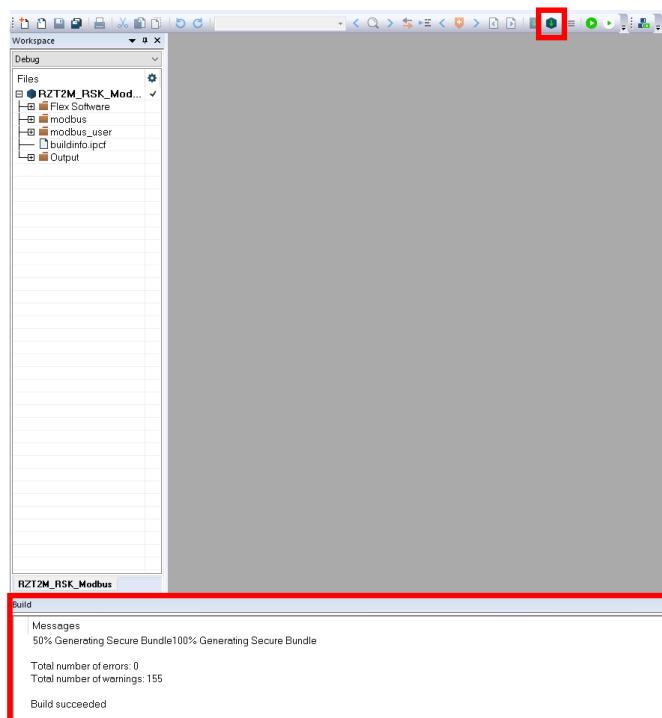 Workspace
Debug
Files
RZT2M_RSK_Mod...
Flex Software
modbus
modbus_user
buildinfo.ipcf
Output
RZT2M_RSK_Modbus
Build
Messages
50% Generating Secure Bundle100% Generating Secure Bundle
Total number of errors: 0
Total number of warnings: 155
Build succeeded